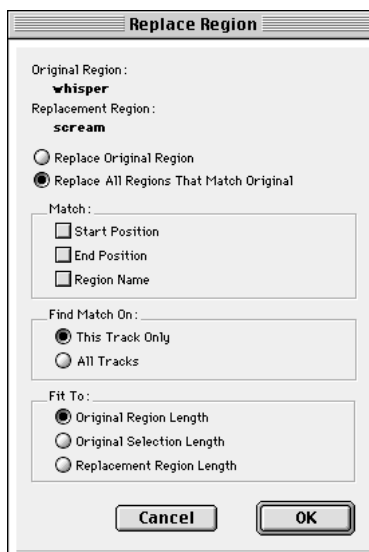 Replace Region
Original Region:
whisper
Replacement Region:
scream
Replace Original Region
Replace All Regions That Match Original
Match:
Start Position
End Position
Region Name
Find Match On:
This Track Only
All Tracks
Fit To:
Original Region Length
Original Selection Length
Replacement Region Length
Cancel
OK